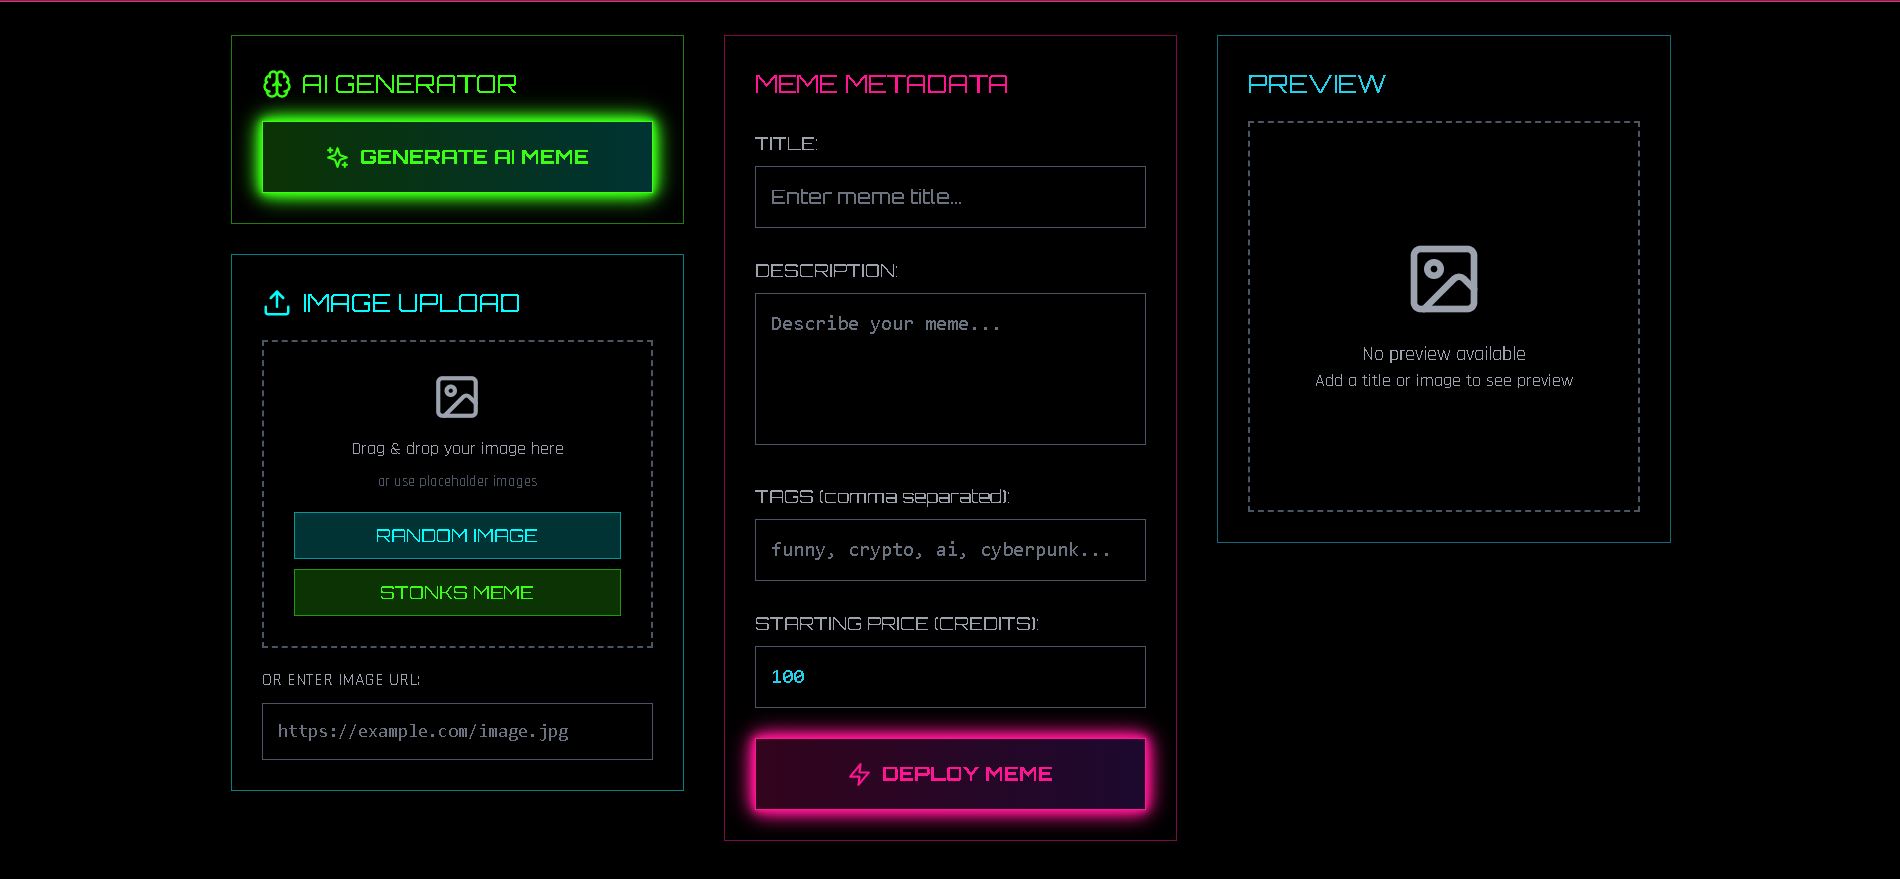 AI GENERATOR
GENERATE AI MEME
IMAGE UPLOAD
Drag & drop your image here
or use placeholder images
RANDOM IMAGE
STONKS MEME
OR ENTER IMAGE URL:
https://example.com/image.jpg
MEME METADATA
TITLE:
Enter meme title...
DESCRIPTION:
Describe your meme...
TAGS (comma separated):
funny, crypto, ai, cyberpunk...
STARTING PRICE (CREDITS):
100
DEPLOY MEME
PREVIEW
No preview available
Add a title or image to see preview